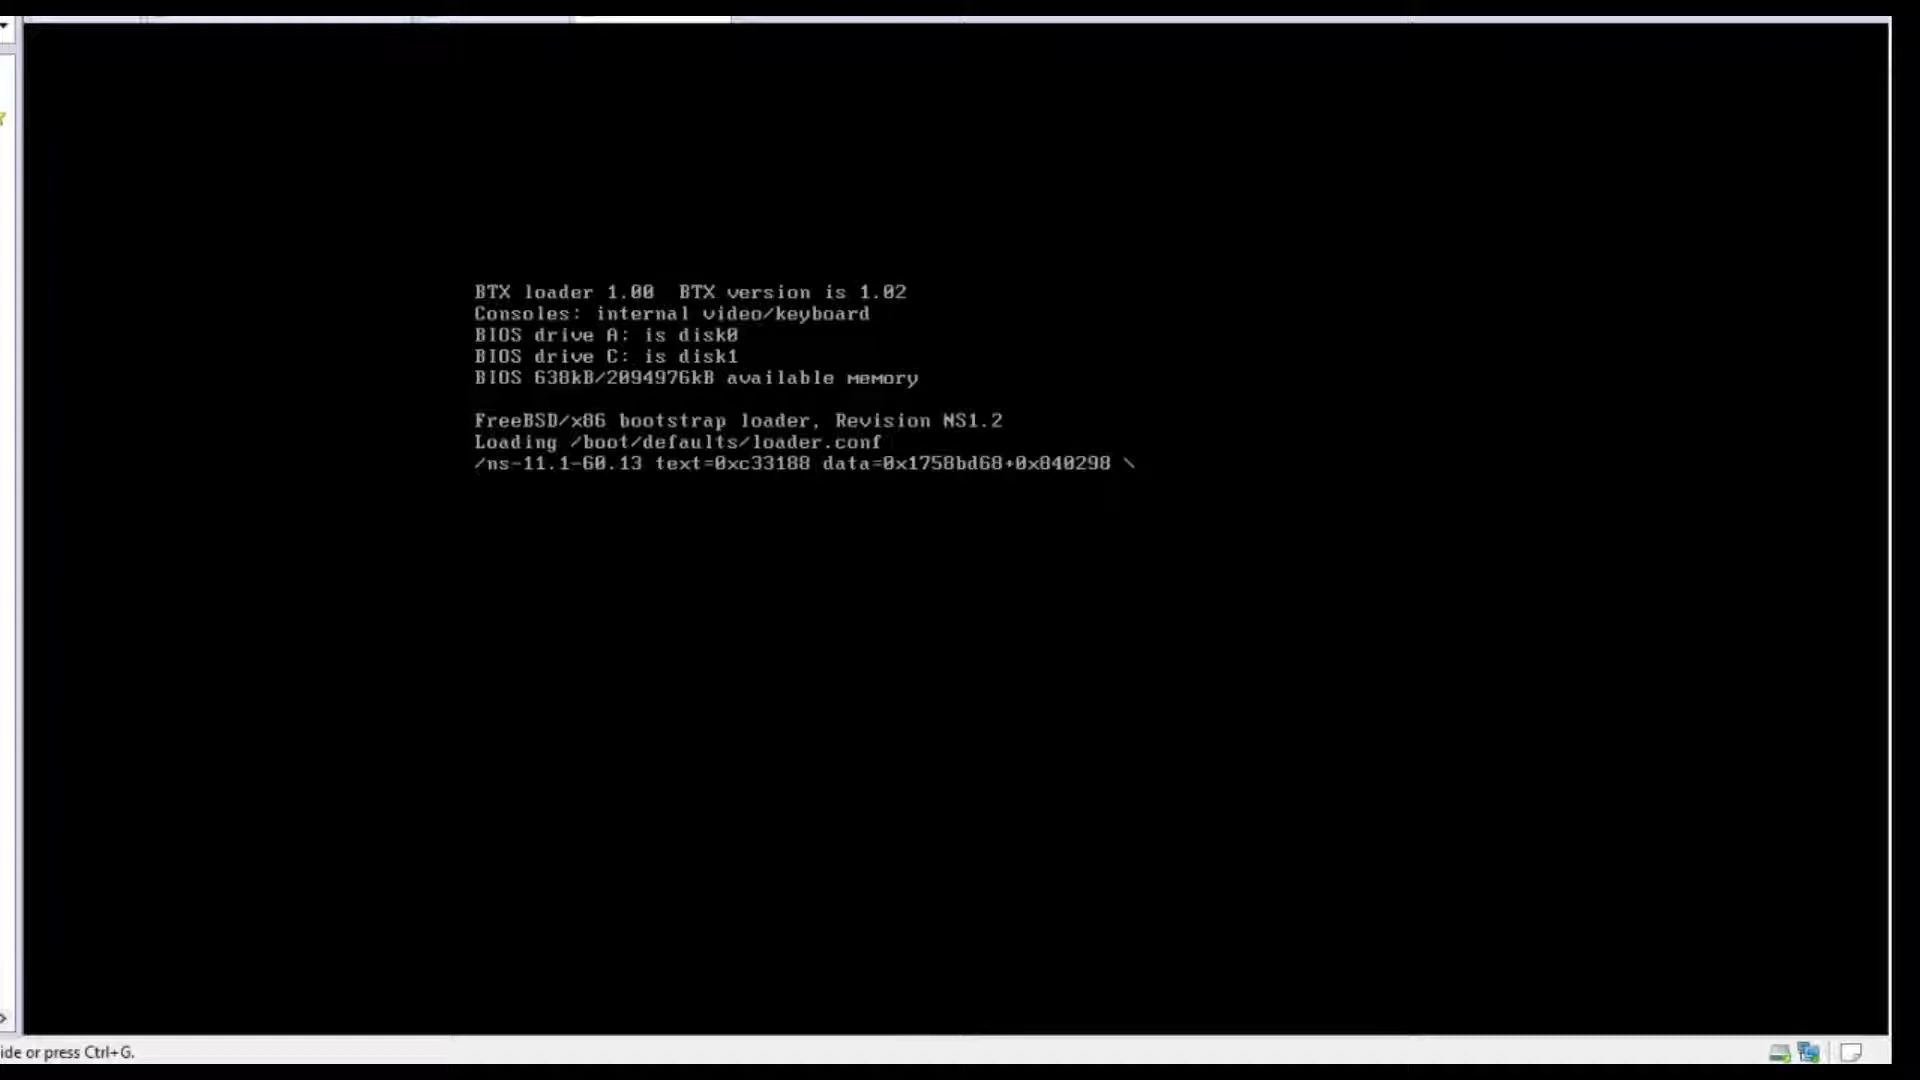 BTX loader 1.00  BTX version is 1.02
Consoles: internal video/keyboard
BIOS drive A: is disk0
BIOS drive C: is disk1
BIOS 638kB/2094976kB available memory
FreeBSD/x86 bootstrap loader, Revision NS1.2
Loading /boot/defaults/loader.conf
/ns-11.1-60.13 text=0xc33188 data=0x1758bd68+0x840298 \
ide or press Ctrl+G.